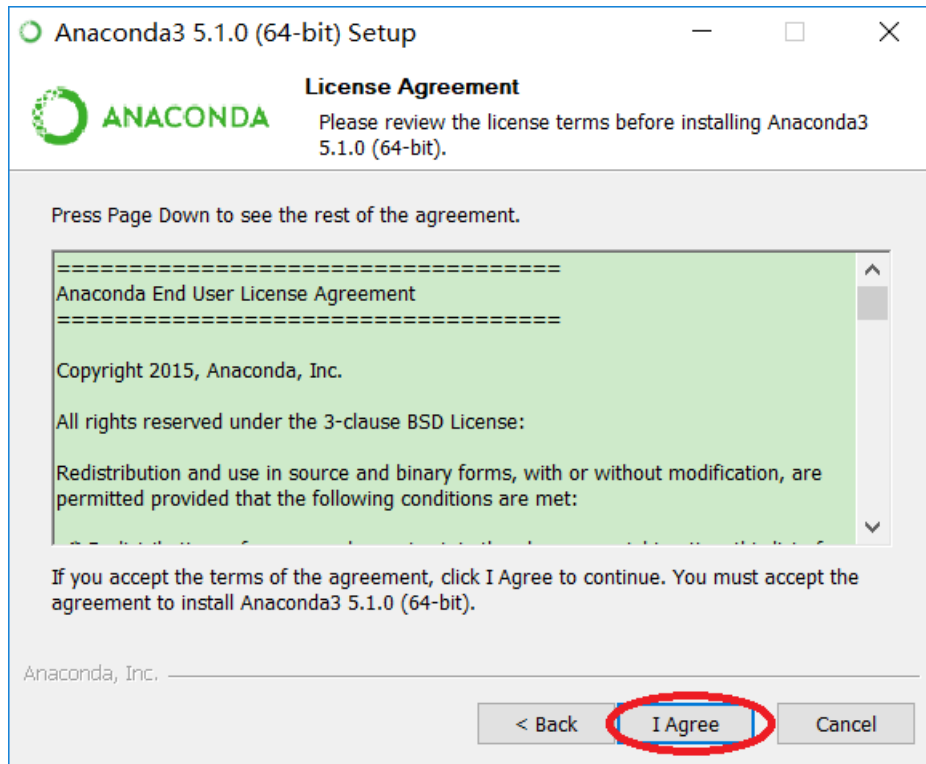 Anaconda3 5.1.0 (64-bit) Setup
ANACONDA
License Agreement
Please review the license terms before installing Anaconda3
5.1.0 (64-bit).
Press Page Down to see the rest of the agreement.
===================================
Anaconda End User License Agreement
===================================
Copyright 2015, Anaconda, Inc.
All rights reserved under the 3-clause BSD License:
Redistribution and use in source and binary forms, with or without modification, are
permitted provided that the following conditions are met:
If you accept the terms of the agreement, click I Agree to continue. You must accept the
agreement to install Anaconda3 5.1.0 (64-bit).
Anaconda, Inc.
< Back
I Agree
Cancel